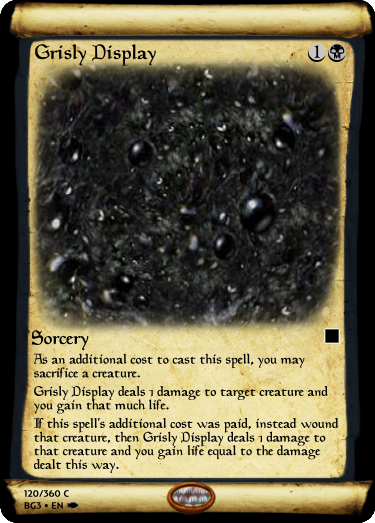 Grisly Display
1
Sorcery
As an additional cost to cast this spell, you may
sacrifice a creature.
Grisly Display deals 1 damage to target creature and
you gain that much life.
If this spell's additional cost was paid, instead wound
that creature, then Grisly Display deals 1 damage to
that creature and you gain life equal to the damage
dealt this way.
120/360 C
BG3 • EN